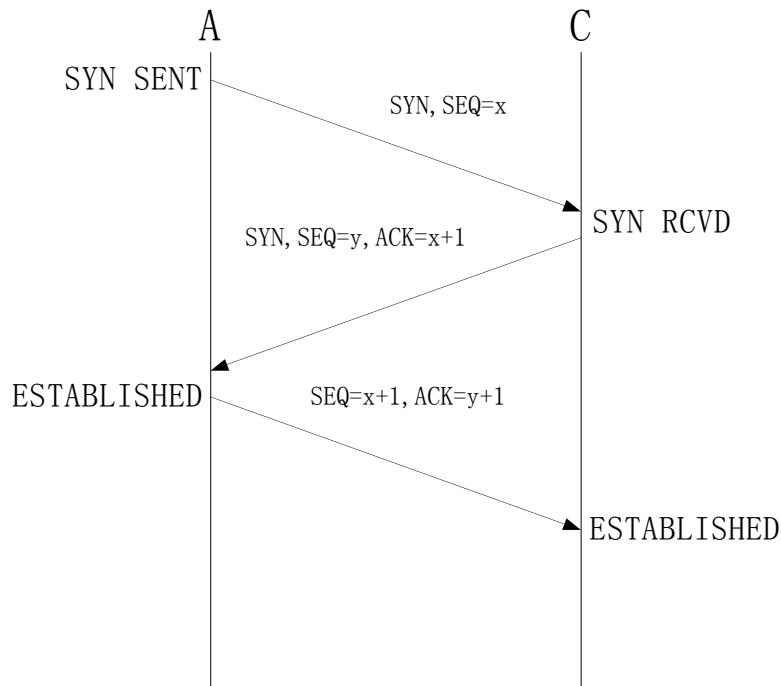 A
C
SYN SENT
SYN, SEQ=x
SYN RCVD
SYN, SEQ=y, ACK=x+1
ESTABLISHED
SEQ=x+1, ACK=y+1
ESTABLISHED